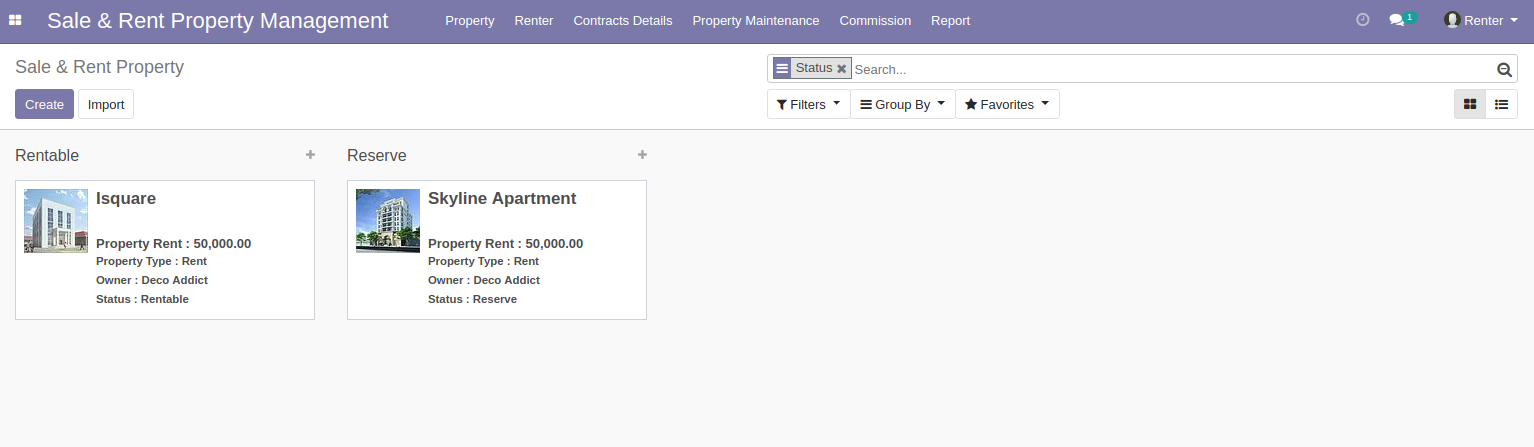 Sale & Rent Property Management Property Renter Contracts Details Property Maintenance Commission Report 1 Renter
Sale & Rent Property
Status Search...
Create Import
Filters Group By Favorites
Rentable
Isquare
Property Rent : 50,000.00
Property Type : Rent
Owner : Deco Addict
Status : Rentable
Reserve
Skyline Apartment
Property Rent : 50,000.00
Property Type : Rent
Owner : Deco Addict
Status : Reserve